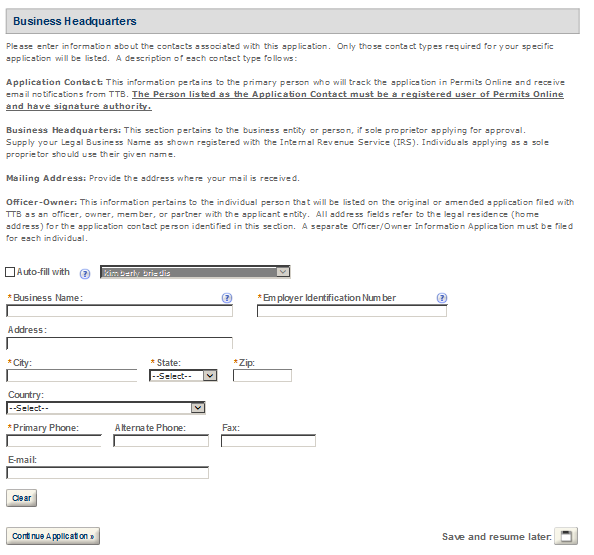 Business Headquarters
Please enter information about the contacts associated with this application. Only those contact types required for your specific
application will be listed. A description of each contact type follows:
Application Contact: This information pertains to the primary person who will track the application in Permits Online and receive
email notifications from TTB. The Person listed as the Application Contact must be a registered user of Permits Online
and have signature authority.
Business Headquarters: This section pertains to the business entity or person, if sole proprietor applying for approval.
Supply your Legal Business Name as shown registered with the Internal Revenue Service (IRS). Individuals applying as a sole
proprietor should use their given name.
Mailing Address: Provide the address where your mail is received.
Officer-Owner: This information pertains to the individual person that will be listed on the original or amended application filed with
TTB as an officer, owner, member, or partner with the applicant entity. All address fields refer to the legal residence (home
address) for the application contact person identified in this section. A separate Officer/Owner Information Application must be filed
for each individual.
Auto-fill with ? Kimberly Briedis
*Business Name: ? *Employer Identification Number ?
Address:
*City: *State: *Zip:
--Select--
Country:
--Select--
*Primary Phone: Alternate Phone: Fax:
E-mail:
Clear
Continue Application » Save and resume later: